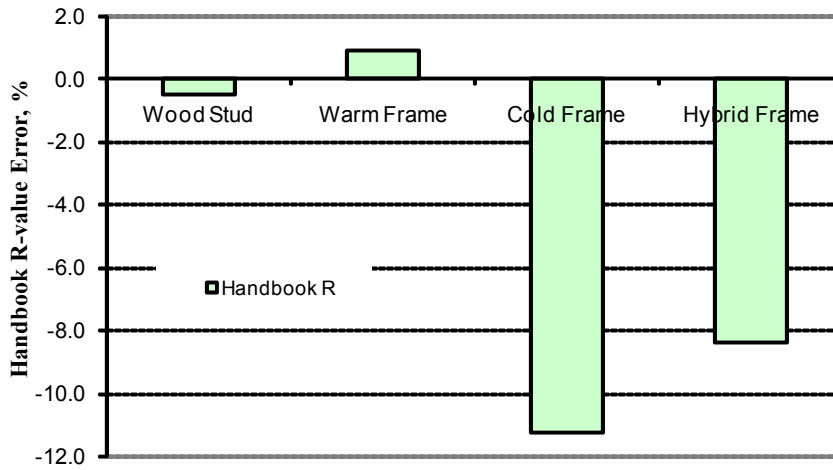 2.0
0.0
-2.0
-4.0
-6.0
-8.0
-10.0
-12.0
Handbook R-value Error, %
Wood Stud Warm Frame Cold Frame Hybrid Frame
Handbook R